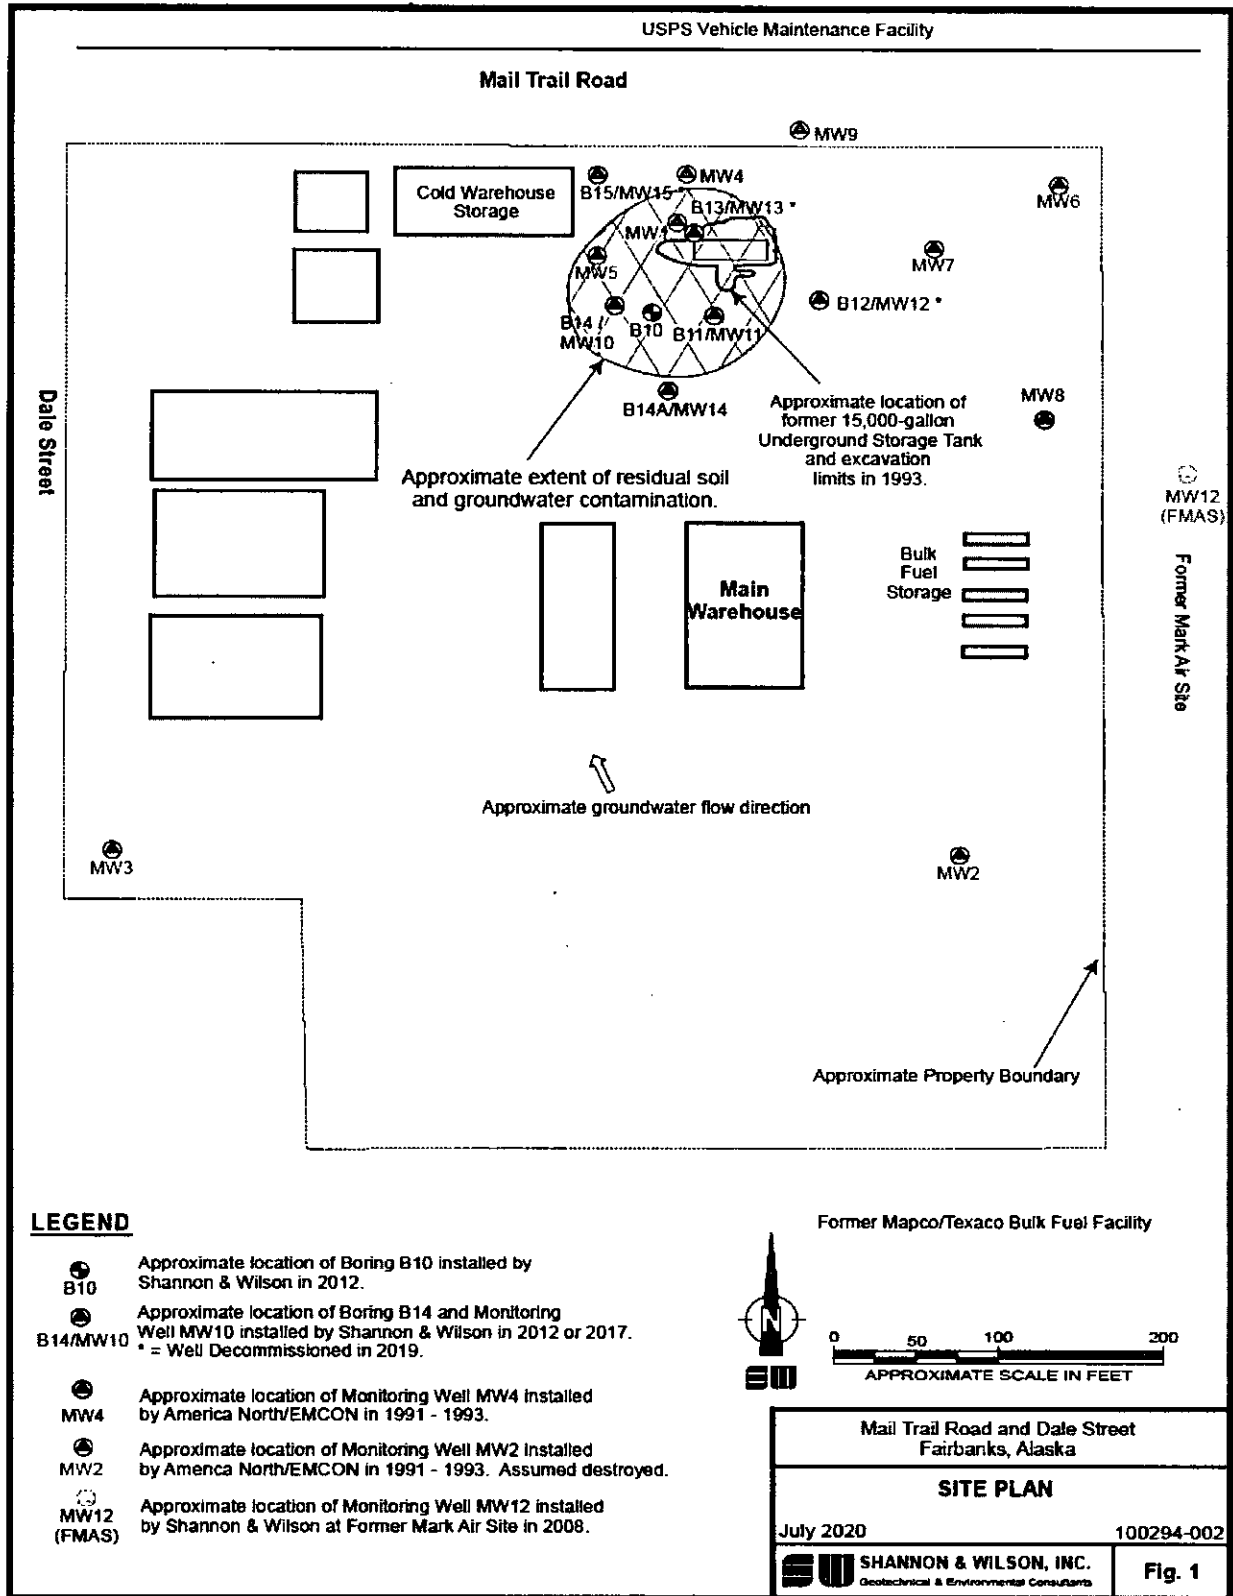 USPS Vehicle Maintenance Facility
Mail Trail Road
MW9
Cold Warehouse
Storage
B15/MW15
MW4
MW6
B13/MW13 *
MW1
MW5
MW7
B12/MW12 *
B14 /
MW10
B10
B11/MW11
B14A/MW14
Approximate location of
former 15,000-gallon
Underground Storage Tank
and excavation
limits in 1993.
MW8
Dale Street
Approximate extent of residual soil
and groundwater contamination.
MW12
(FMAS)
Bulk
Fuel
Storage
Main
Warehouse
Former Mark Air Site
Approximate groundwater flow direction
MW3
MW2
Approximate Property Boundary
LEGEND
B10
Approximate location of Boring B10 installed by
Shannon & Wilson in 2012.
B14/MW10
Approximate location of Boring B14 and Monitoring
Well MW10 installed by Shannon & Wilson in 2012 or 2017.
* = Well Decommissioned in 2019.
MW4
Approximate location of Monitoring Well MW4 installed
by America North/EMCON in 1991 - 1993.
MW2
Approximate location of Monitoring Well MW2 installed
by America North/EMCON in 1991 - 1993. Assumed destroyed.
MW12
(FMAS)
Approximate location of Monitoring Well MW12 installed
by Shannon & Wilson at Former Mark Air Site in 2008.
Former Mapco/Texaco Bulk Fuel Facility
N
SW
0 50 100 200
APPROXIMATE SCALE IN FEET
Mail Trail Road and Dale Street
Fairbanks, Alaska
SITE PLAN
July 2020 100294-002
SW SHANNON & WILSON, INC.
Geotechnical & Environmental Consultants
Fig. 1